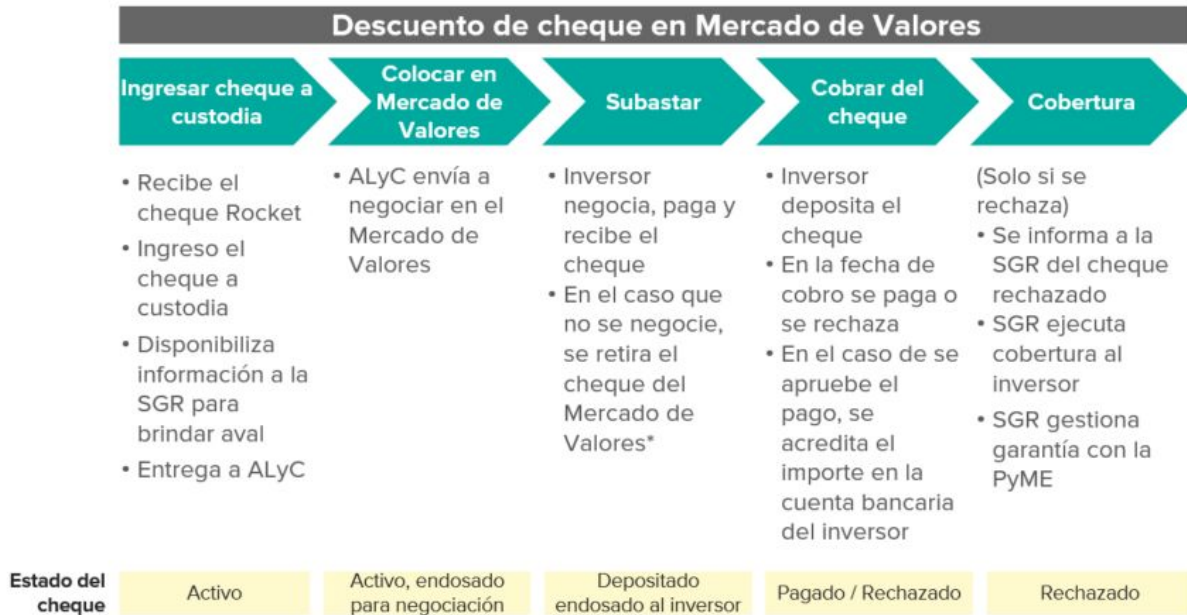 Descuento de cheque en Mercado de Valores
Ingresar cheque a
custodia
Colocar en
Mercado de
Valores
Subastar
Cobrar del
cheque
Cobertura
• Recibe el
cheque Rocket
• Ingreso el
cheque a
custodia
• Disponibiliza
información a la
SGR para
brindar aval
• Entrega a ALyC
• ALyC envía a
negociar en el
Mercado de
Valores
• Inversor
negocia, paga y
recibe el
cheque
• En el caso que
no se negocie,
se retira el
cheque del
Mercado de
Valores*
• Inversor
deposita el
cheque
• En la fecha de
cobro se paga o
se rechaza
• En el caso de se
apruebe el
pago, se
acredita el
importe en la
cuenta bancaria
del inversor
(Solo si se
rechaza)
• Se informa a la
SGR del cheque
rechazado
• SGR ejecuta
cobertura al
inversor
• SGR gestiona
garantía con la
PyME
Estado del
cheque
Activo
Activo, endosado
para negociación
Depositado
endosado al inversor
Pagado / Rechazado
Rechazado